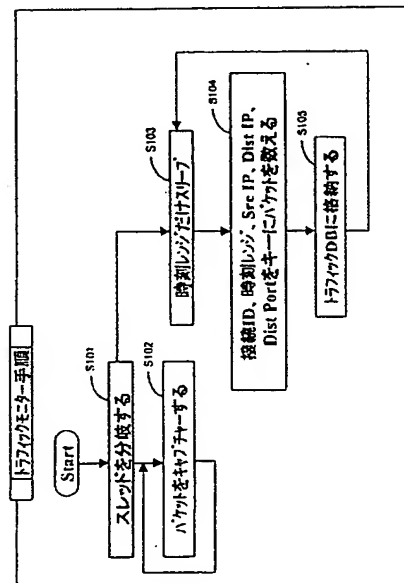 トラフィックモニター手順
Start
S101
スレッドを分岐する
S102
パケットをキャプチャーする
S103
時刻レンジだけスリープ
S104
接続ID、時刻レンジ、Src IP、Dist IP、
Dist Portをキーにパケットを数える
S105
トラフィックDBに格納する